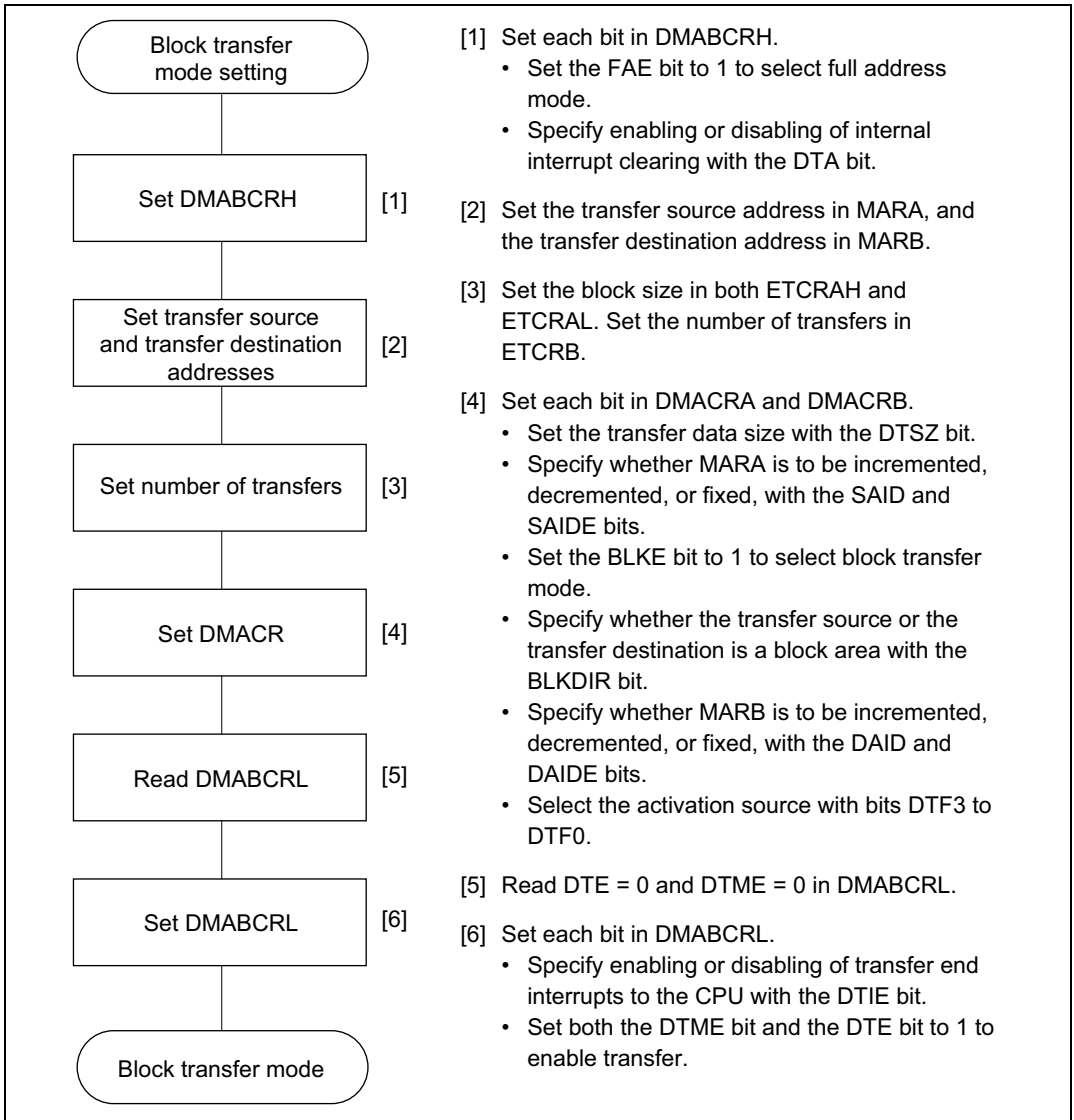 Block transfer
mode setting
Set DMABCRH
[1]
Set transfer source
and transfer destination
addresses
[2]
Set number of transfers
[3]
Set DMACR
[4]
Read DMABCRL
[5]
Set DMABCRL
[6]
Block transfer mode
[1] Set each bit in DMABCRH.
• Set the FAE bit to 1 to select full address
mode.
• Specify enabling or disabling of internal
interrupt clearing with the DTA bit.
[2] Set the transfer source address in MARA, and
the transfer destination address in MARB.
[3] Set the block size in both ETCRAH and
ETCRAL. Set the number of transfers in
ETCRB.
[4] Set each bit in DMACRA and DMACRB.
• Set the transfer data size with the DTSZ bit.
• Specify whether MARA is to be incremented,
decremented, or fixed, with the SAID and
SAIDE bits.
• Set the BLKE bit to 1 to select block transfer
mode.
• Specify whether the transfer source or the
transfer destination is a block area with the
BLKDIR bit.
• Specify whether MARB is to be incremented,
decremented, or fixed, with the DAID and
DAIDE bits.
• Select the activation source with bits DTF3 to
DTF0.
[5] Read DTE = 0 and DTME = 0 in DMABCRL.
[6] Set each bit in DMABCRL.
• Specify enabling or disabling of transfer end
interrupts to the CPU with the DTIE bit.
• Set both the DTME bit and the DTE bit to 1 to
enable transfer.